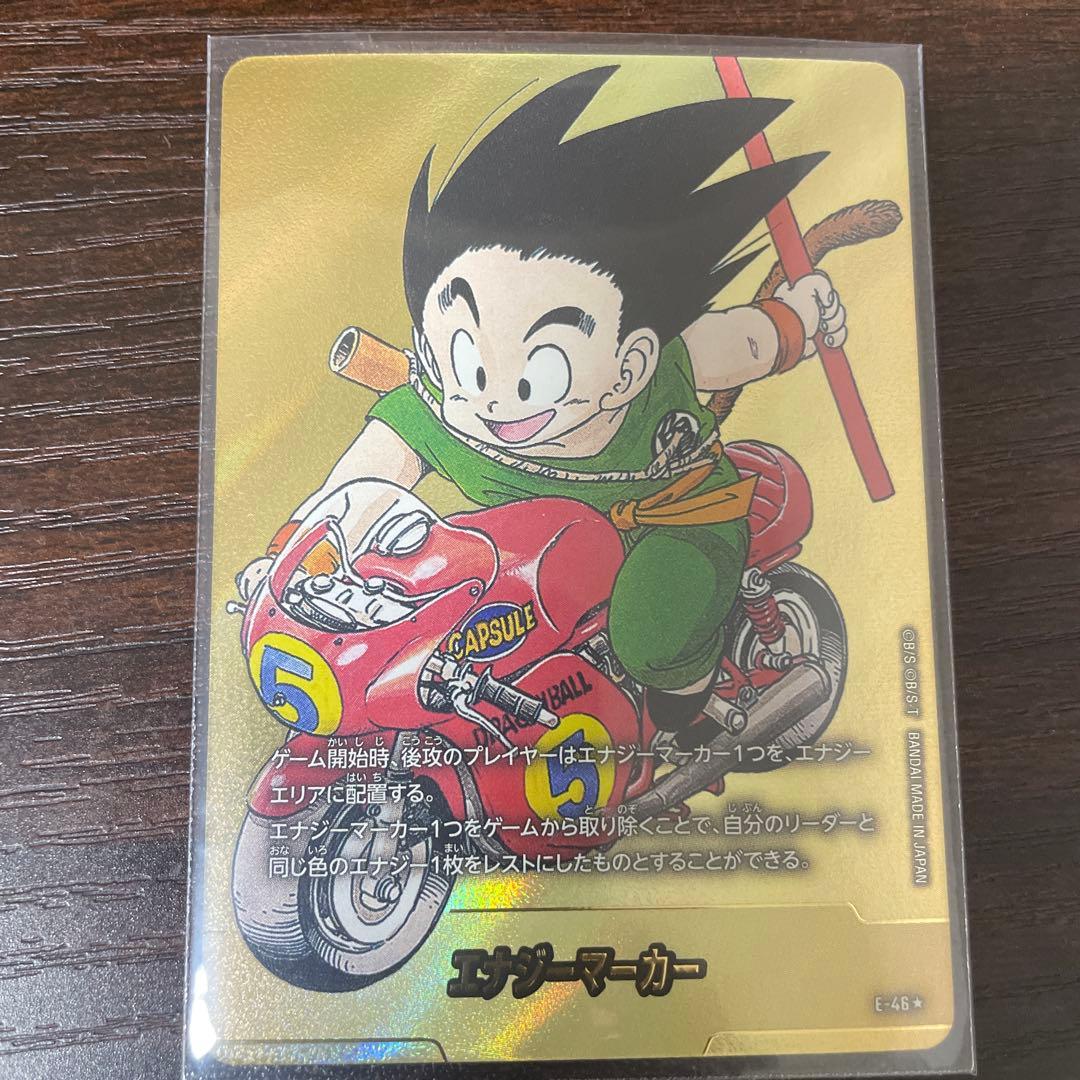 CAPSULE
5
DRAGON BALL
5
ゲーム開始時、後攻のプレイヤーはエナジーマーカー1つを、エナジー
エリアに配置する。
エナジーマーカー1つをゲームから取り除くことで、自分のリーダーと
同じ色のエナジー1枚をレストにしたものとすることができる。
©B/S ©B/S.T BANDAI MADE IN JAPAN
エナジーマーカー
E-46★